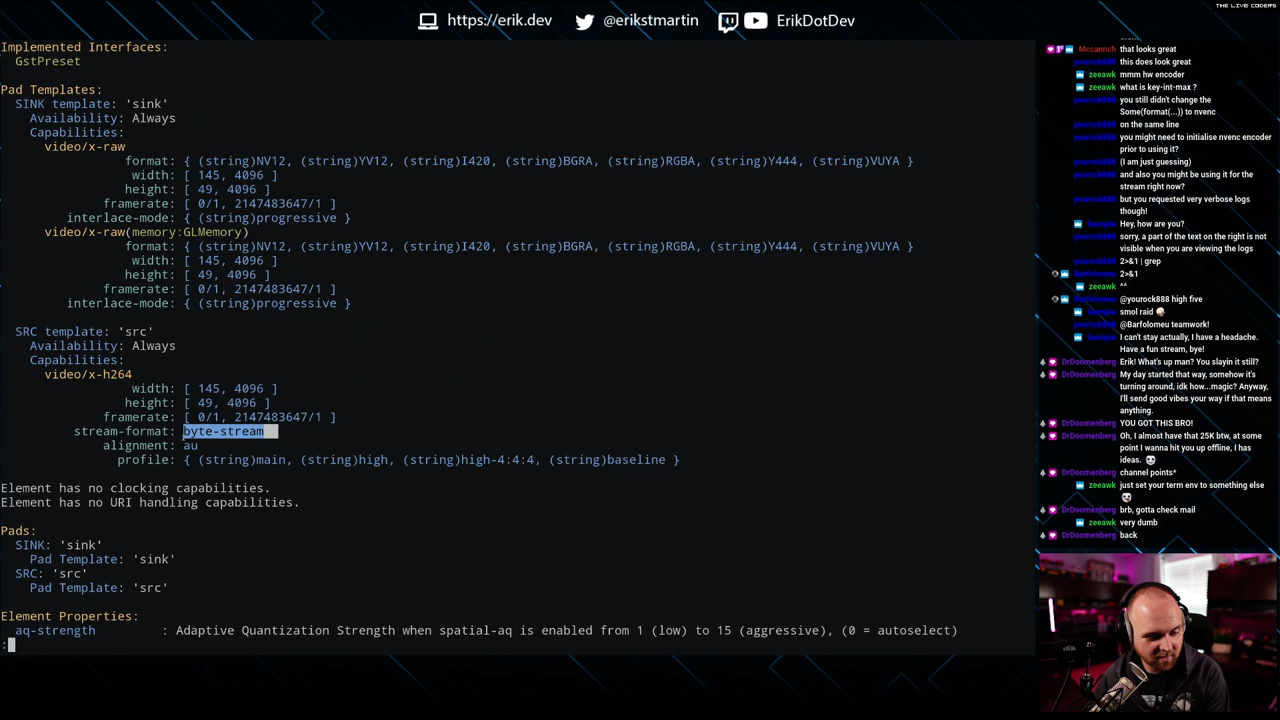 THE LIVE CODERS
https://erik.dev
@erikstmartin
ErikDotDev
Implemented Interfaces:
GstPreset
Pad Templates:
SINK template: 'sink'
Availability: Always
Capabilities:
video/x-raw
format: { (string)NV12, (string)YV12, (string)I420, (string)BGRA, (string)RGBA, (string)Y444, (string)VUYA }
width: [ 145, 4096 ]
height: [ 49, 4096 ]
framerate: [ 0/1, 2147483647/1 ]
interlace-mode: { (string)progressive }
video/x-raw(memory:GLMemory)
format: { (string)NV12, (string)YV12, (string)I420, (string)BGRA, (string)RGBA, (string)Y444, (string)VUYA }
width: [ 145, 4096 ]
height: [ 49, 4096 ]
framerate: [ 0/1, 2147483647/1 ]
interlace-mode: { (string)progressive }
SRC template: 'src'
Availability: Always
Capabilities:
video/x-h264
width: [ 145, 4096 ]
height: [ 49, 4096 ]
framerate: [ 0/1, 2147483647/1 ]
stream-format: byte-stream
alignment: au
profile: { (string)main, (string)high, (string)high-4:4:4, (string)baseline }
Element has no clocking capabilities.
Element has no URI handling capabilities.
Pads:
SINK: 'sink'
Pad Template: 'sink'
SRC: 'src'
Pad Template: 'src'
Element Properties:
aq-strength : Adaptive Quantization Strength when spatial-aq is enabled from 1 (low) to 15 (aggressive), (0 = autoselect)
:
Mccannch that looks great
yourock888 this does look great
zeeawk mmm hw encoder
zeeawk what is key-int-max ?
yourock888 you still didn't change the
Some(format(...)) to nvenc
on the same line
yourock888 you might need to initialise nvenc encoder
prior to using it?
yourock888 (I am just guessing)
yourock888 and also you might be using it for the
stream right now?
yourock888 but you requested very verbose logs
though!
Hey, how are you?
yourock888 sorry, a part of the text on the right is not
visible when you are viewing the logs
yourock888 2>&1 | grep
Barfolomeu 2>&1
zeeawk ^^
Barfolomeu @yourock888 high five
smol raid
yourock888 @Barfolomeu teamwork!
I can't stay actually, I have a headache.
Have a fun stream, bye!
DrDoomenberg Erik! What's up man? You slayin it still?
DrDoomenberg My day started that way, somehow it's
turning around, idk how...magic? Anyway,
I'll send good vibes your way if that means
anything.
DrDoomenberg YOU GOT THIS BRO!
DrDoomenberg Oh, I almost have that 25K btw, at some
point I wanna hit you up offline, I has
ideas.
DrDoomenberg channel points*
zeeawk just set your term env to something else
DrDoomenberg brb, gotta check mail
zeeawk very dumb
DrDoomenberg back